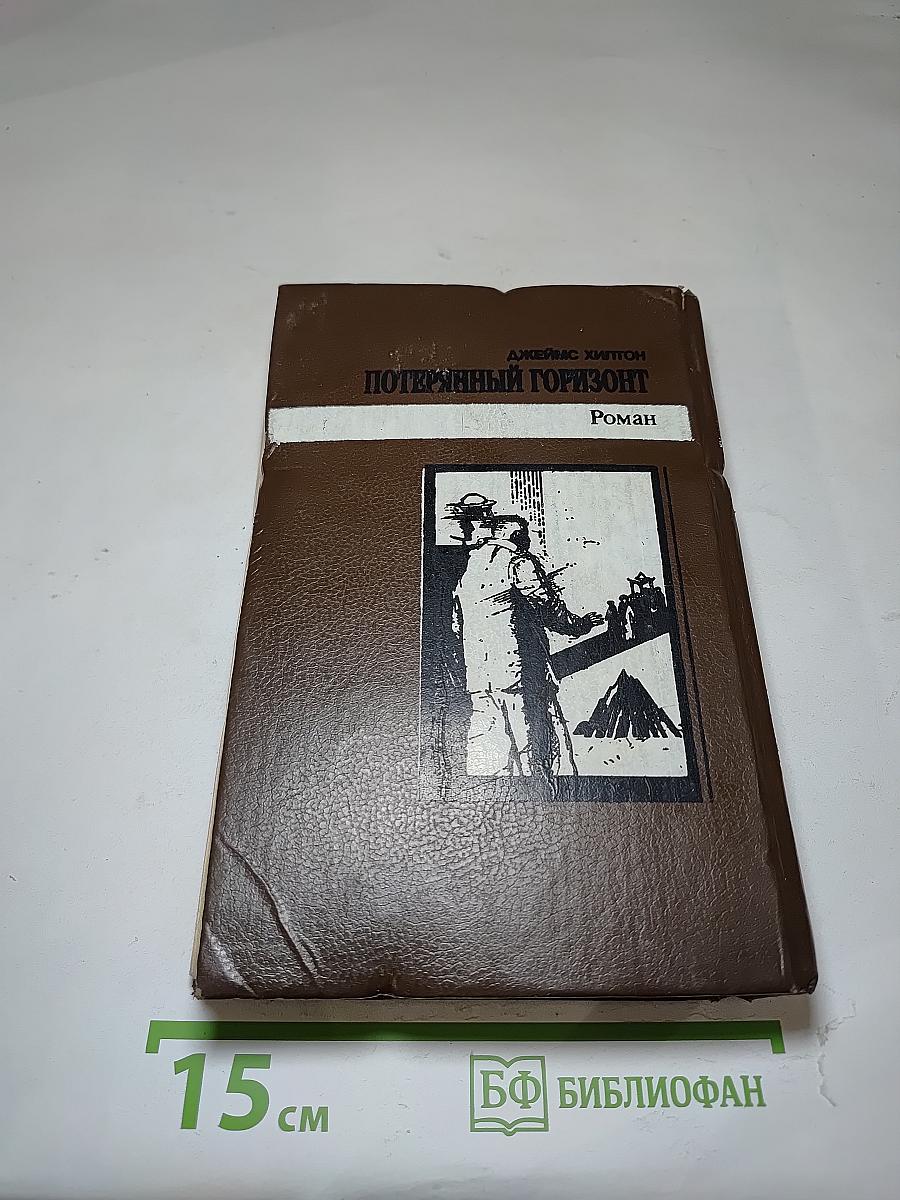 ДЖЕЙМС ХИЛТОН
ПОТЕРЯННЫЙ ГОРИЗОНТ
Роман
15 см
БФ БИБЛИОФАН